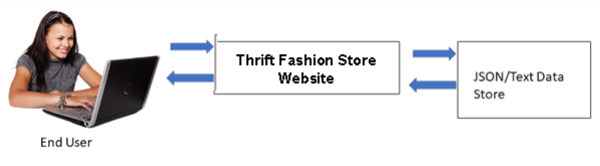 Thrift Fashion Store
Website
JSON/Text Data
Store
End User